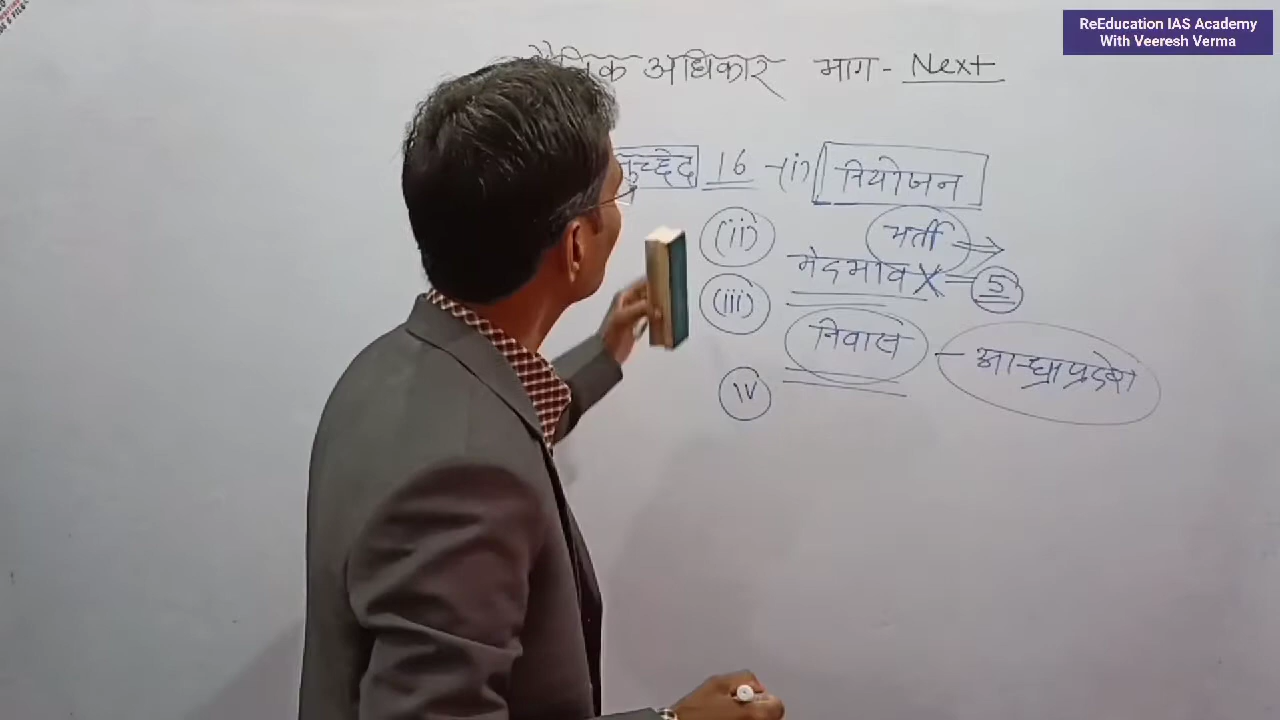 ReEducation IAS Academy
With Veeresh Verma
अधिकार भाग - Next
16 -(i) नियोजन
(ii) भर्ती →
भेदभाव X = 5
(iii)
निवास - आन्ध्रप्रदेश
iv